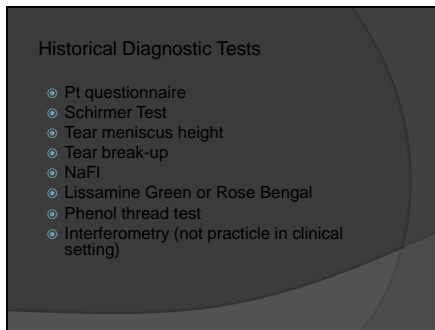 Historical Diagnostic Tests
Pt questionnaire
Schirmer Test
Tear meniscus height
Tear break-up
NaFl
Lissamine Green or Rose Bengal
Phenol thread test
Interferometry (not practicle in clinical
setting)